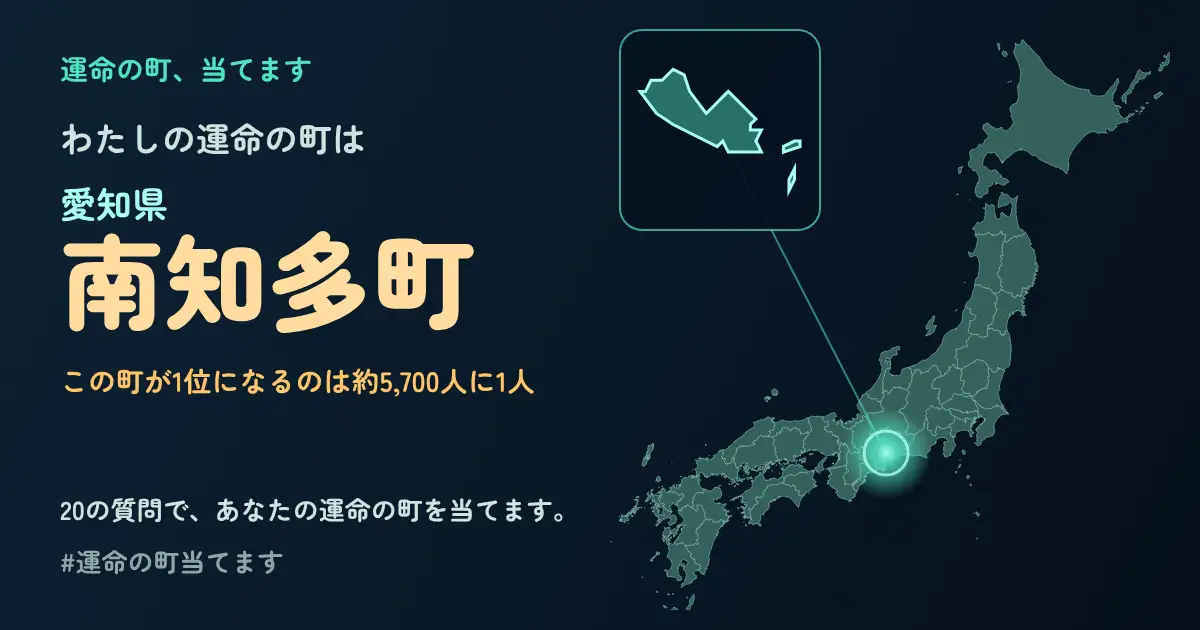 運命の町、当てます
わたしの運命の町は
愛知県
南知多町
この町が1位になるのは約5,700人に1人
20の質問で、あなたの運命の町を当てます。
#運命の町当てます